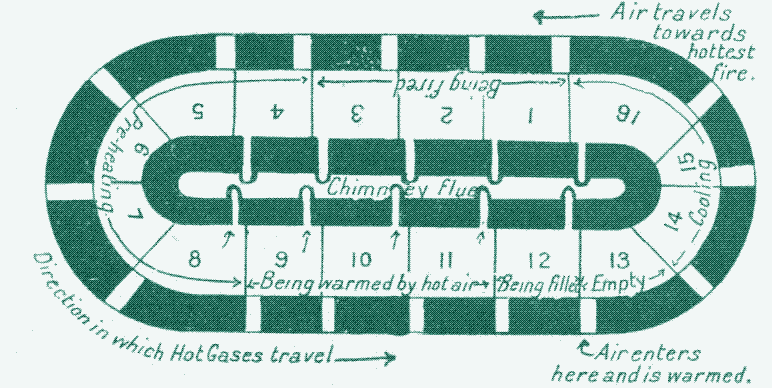 Air travels
towards
hottest
fire.
Being fired
5 4 3 2 1 16
Pre-heating
6
15
Cooling
Chimney flue
7
14
8 9 10 11 12 13
Being warmed by hot air Being filled Empty
Direction in which Hot Gases travel
Air enters
here and is warmed.